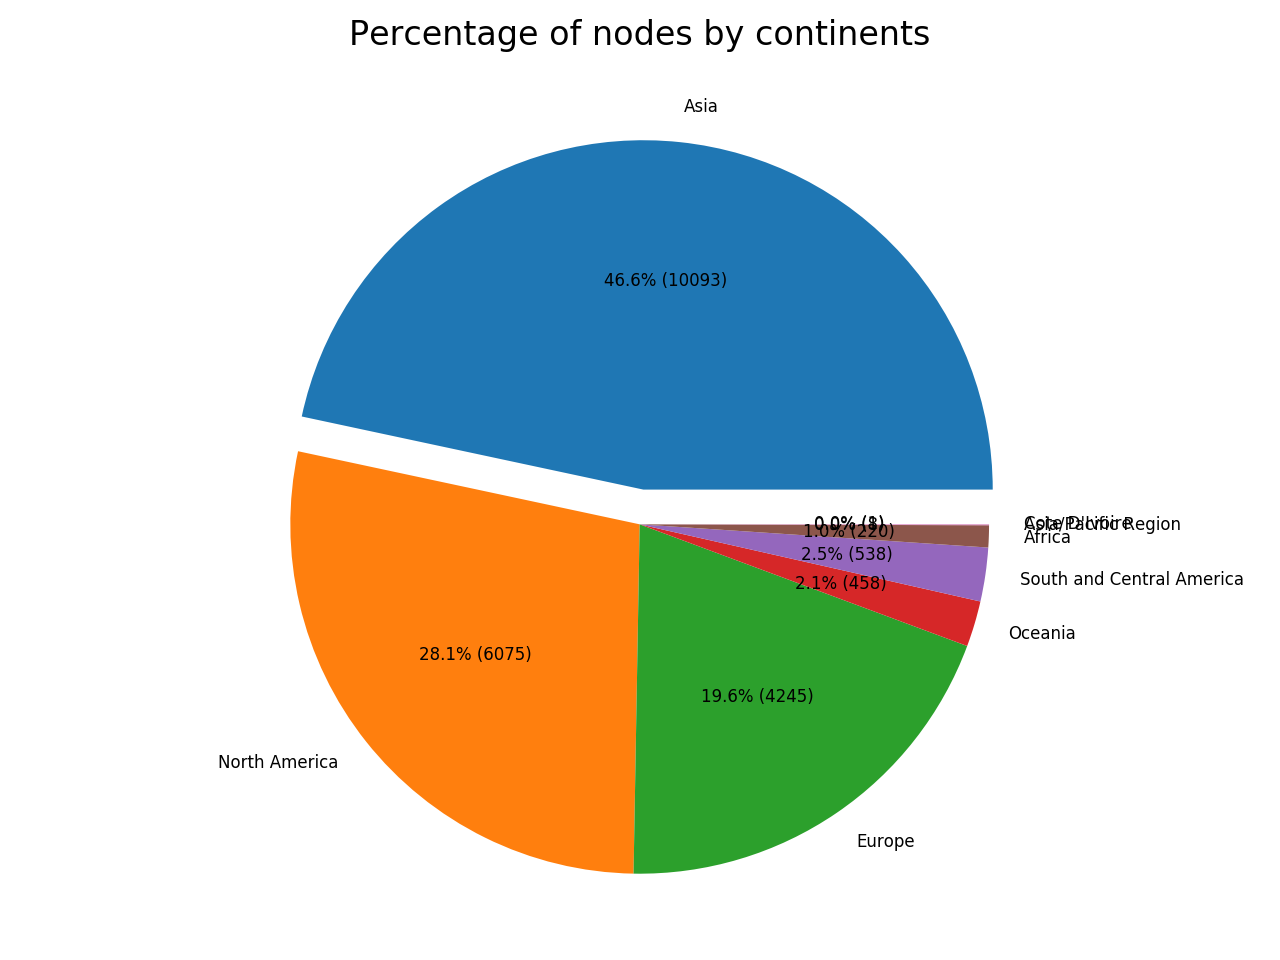 Percentage of nodes by continents
Asia
46.6% (10093)
Asia/Pacific Region
1.0% (220)
Africa
2.5% (538)
South and Central America
2.1% (458)
Oceania
28.1% (6075)
19.6% (4245)
North America
Europe